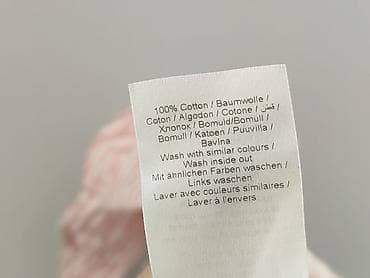 100% Cotton / Baumwolle /
Coton / Algodon / Cotone / قطن /
Хлопок / Bomuld/Bomull /
Bomull / Katoen / Puuvilla /
Bavlna
Wash with similar colours /
Wash inside out
Mit ähnlichen Farben waschen /
Links waschen
Laver avec couleurs similaires /
Laver à l'envers